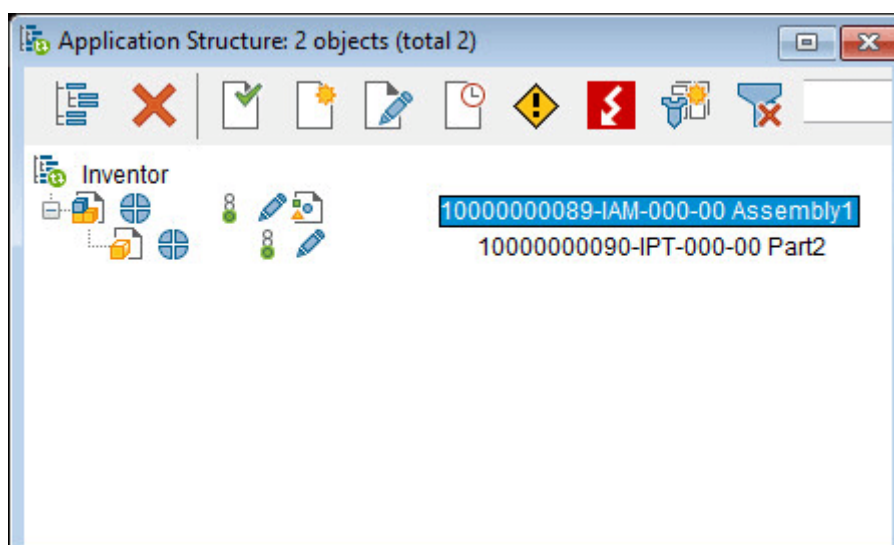 Application Structure: 2 objects (total 2)
Inventor
10000000089-IAM-000-00 Assembly1
10000000090-IPT-000-00 Part2